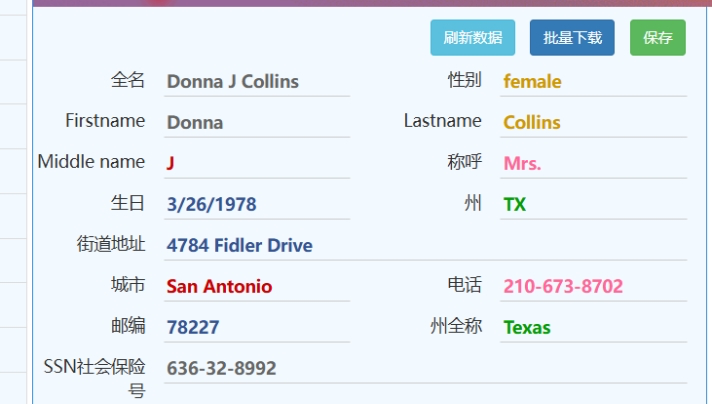 刷新数据 批量下载 保存
全名 Donna J Collins 性别 female
Firstname Donna Lastname Collins
Middle name J 称呼 Mrs.
生日 3/26/1978 州 TX
街道地址 4784 Fidler Drive
城市 San Antonio 电话 210-673-8702
邮编 78227 州全称 Texas
SSN社会保险 636-32-8992
号